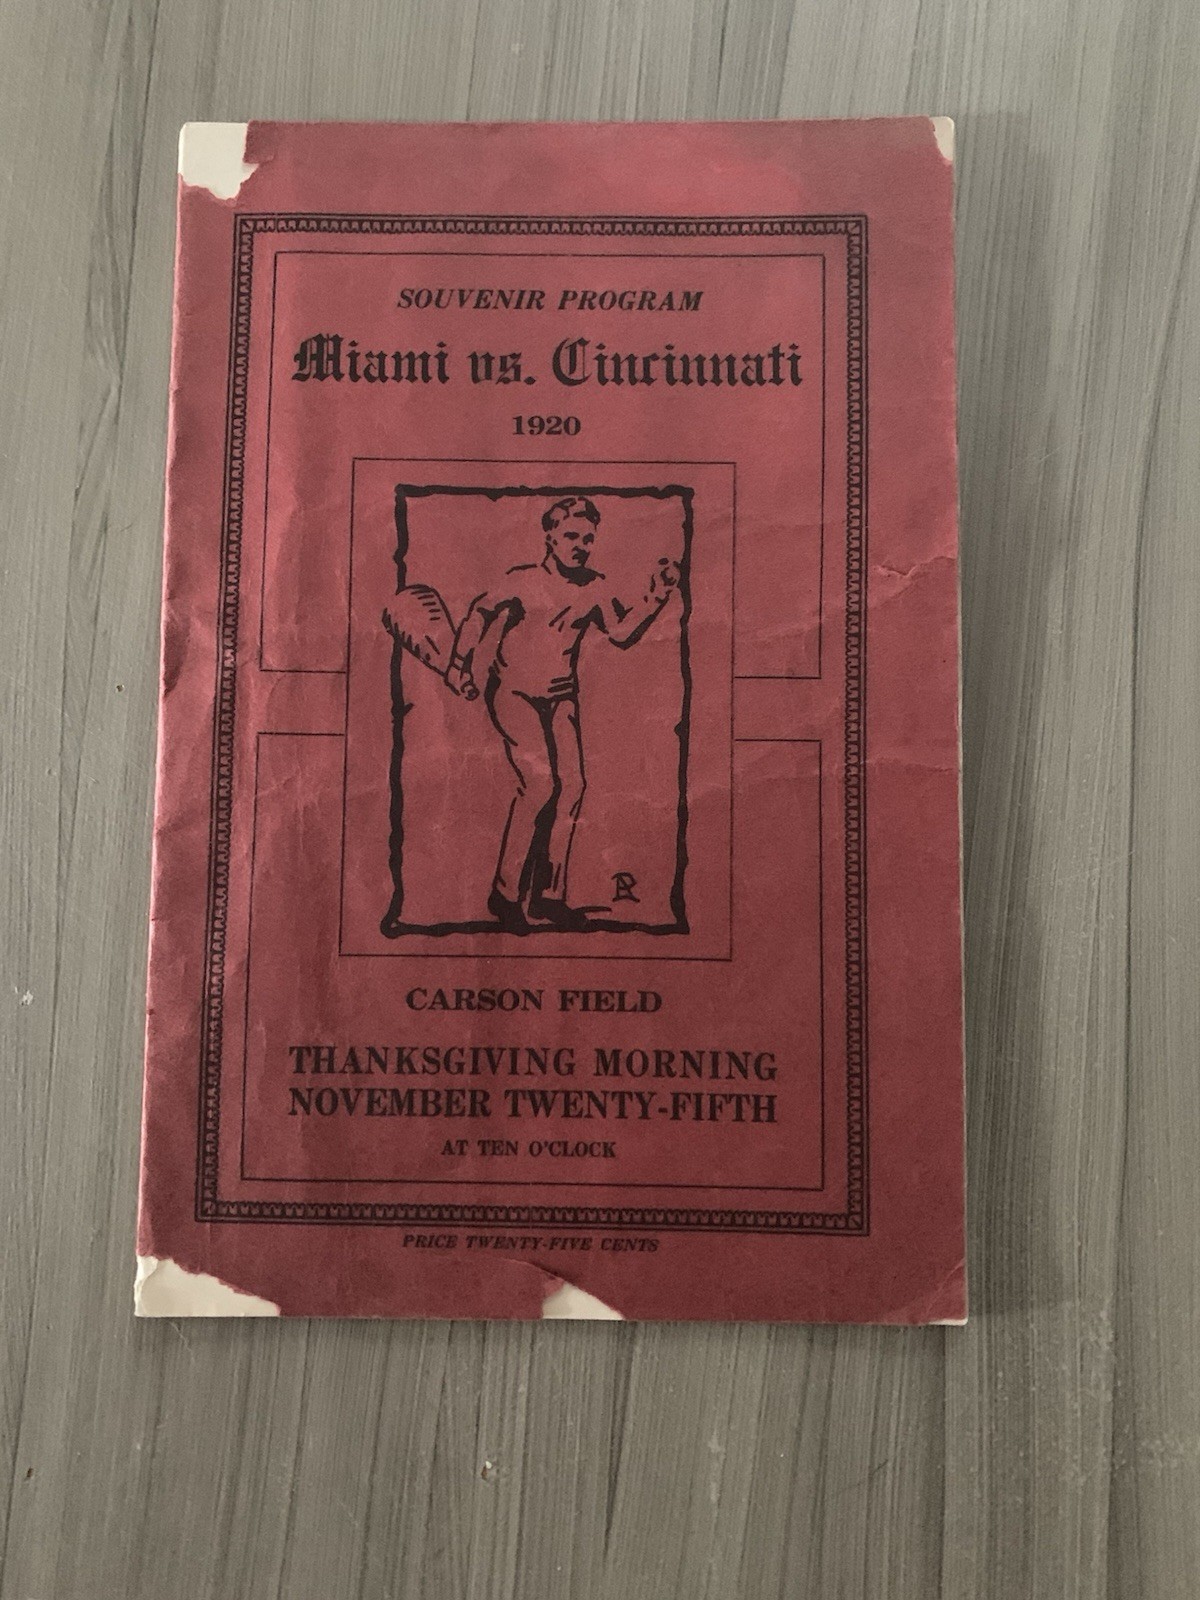 SOUVENIR PROGRAM
Miami vs. Cincinnati
1920
CARSON FIELD
THANKSGIVING MORNING
NOVEMBER TWENTY-FIFTH
AT TEN O'CLOCK
PRICE TWENTY-FIVE CENTS